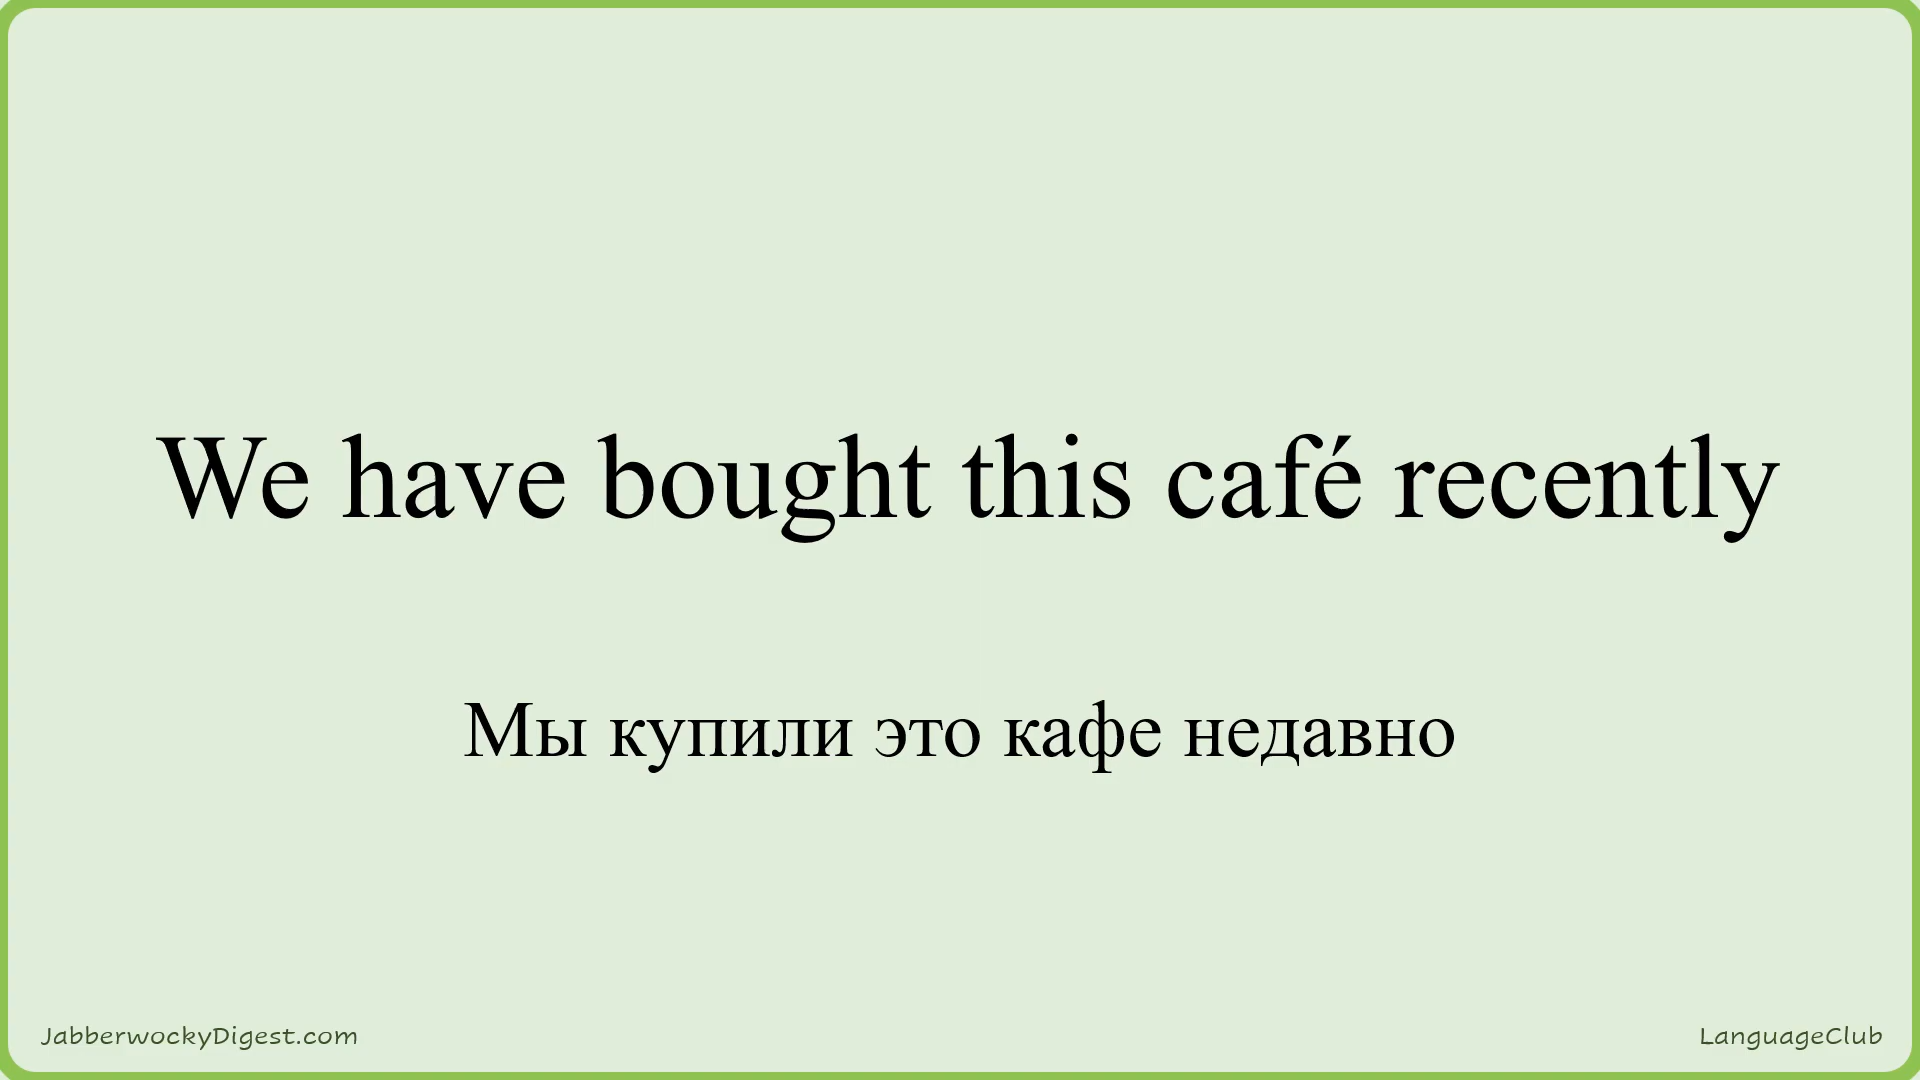 We have bought this café recently
Мы купили это кафе недавно
JabberwockyDigest.com
LanguageClub